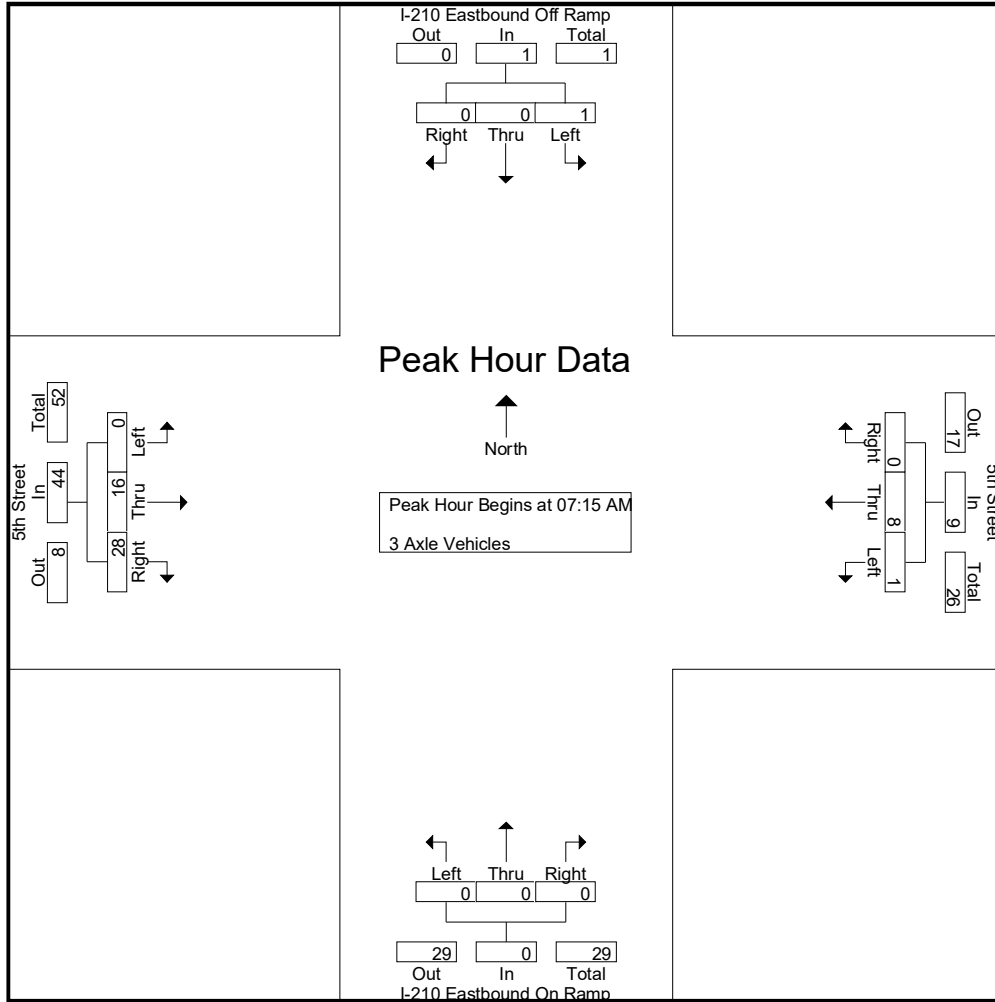 I-210 Eastbound Off Ramp
Out In Total
0 1 1
0 0 1
Right Thru Left
Peak Hour Data
North
Peak Hour Begins at 07:15 AM
3 Axle Vehicles
5th Street
Total In Out
52 44 8
0 16 28
Left Thru Right
5th Street
Out In Total
17 9 26
0 8 1
Right Thru Left
Left Thru Right
0 0 0
29 0 29
Out In Total
I-210 Eastbound On Ramp